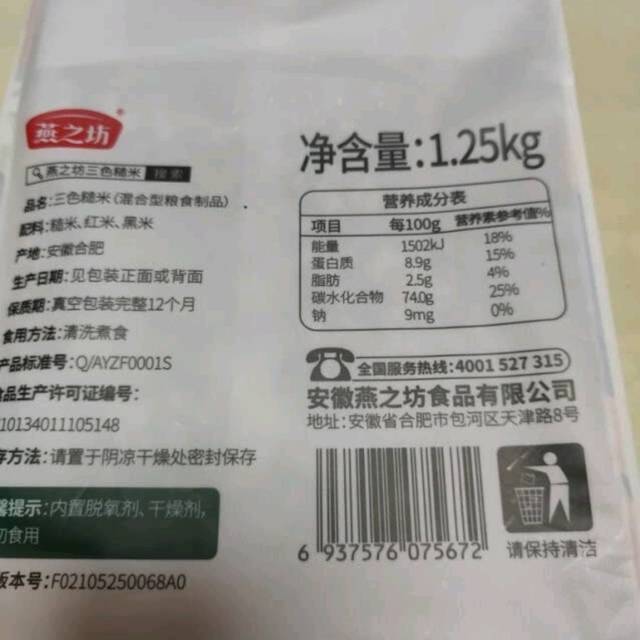 燕之坊®
燕之坊三色糙米 搜索
品名:三色糙米(混合型粮食制品)
配料:糙米、红米、黑米
产地:安徽合肥
生产日期:见包装正面或背面
保质期:真空包装完整12个月
食用方法:清洗煮食
产品标准号:Q/AYZF0001S
食品生产许可证编号:
10134011105148
存方法:请置于阴凉干燥处密封保存
提示:内置脱氧剂、干燥剂,
食用
版本号:F02105250068A0
净含量:1.25kg
营养成分表
项目 每100g 营养素参考值%
能量 1502kJ 18%
蛋白质 8.9g 15%
脂肪 2.5g 4%
碳水化合物 74.0g 25%
钠 9mg 0%
全国服务热线:4001 527 315
安徽燕之坊食品有限公司
地址:安徽省合肥市包河区天津路8号
6 937576 075672
请保持清洁